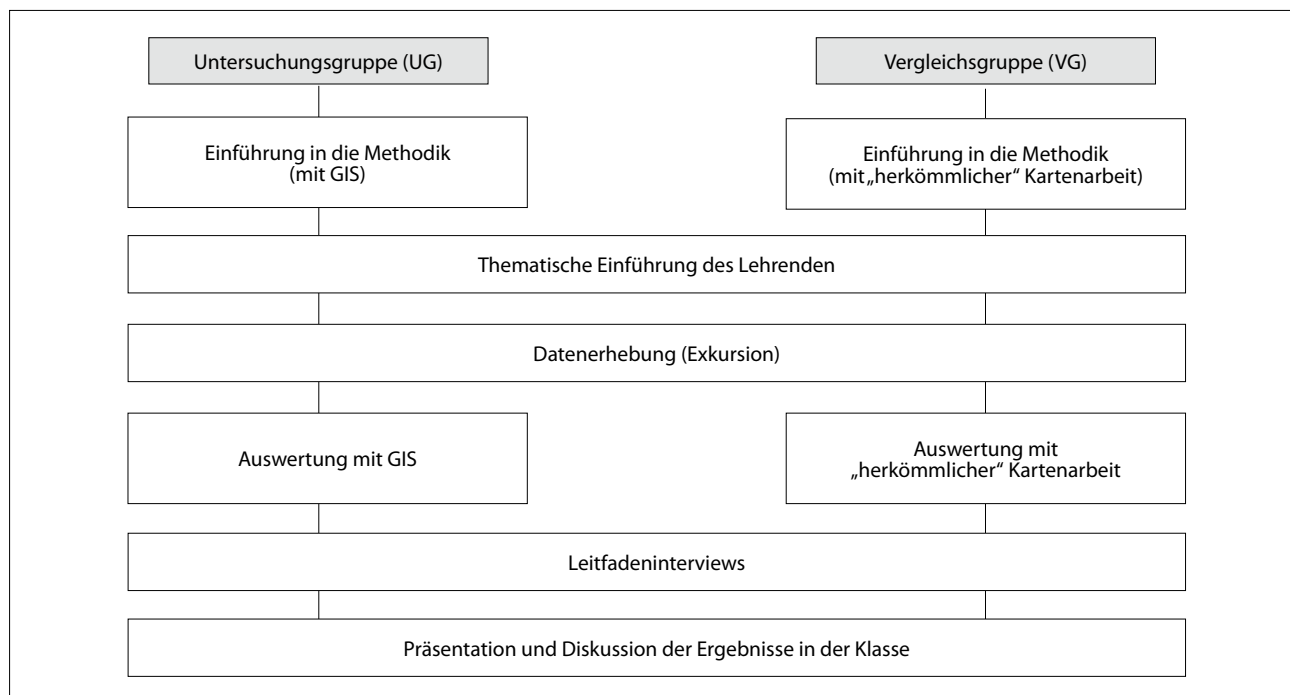 Untersuchungsgruppe (UG)
Vergleichsgruppe (VG)
Einführung in die Methodik
(mit GIS)
Einführung in die Methodik
(mit „herkömmlicher“ Kartenarbeit)
Thematische Einführung des Lehrenden
Datenerhebung (Exkursion)
Auswertung mit GIS
Auswertung mit
„herkömmlicher“ Kartenarbeit
Leitfadeninterviews
Präsentation und Diskussion der Ergebnisse in der Klasse